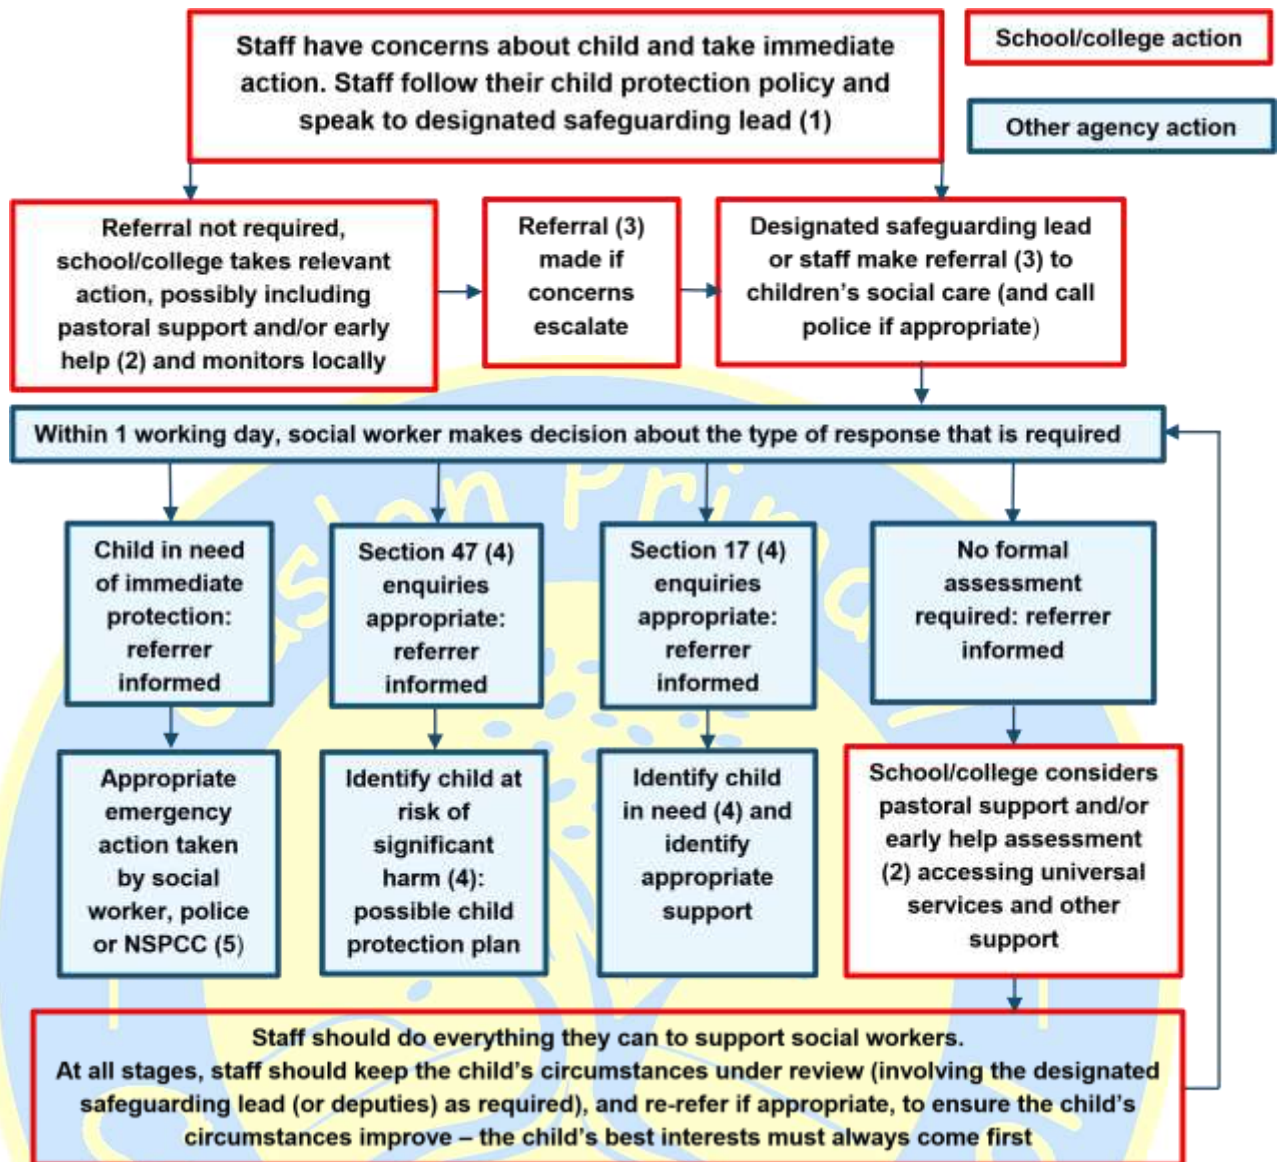 Staff have concerns about child and take immediate
action. Staff follow their child protection policy and
speak to designated safeguarding lead (1)
School/college action
Other agency action
Referral not required,
school/college takes relevant
action, possibly including
pastoral support and/or early
help (2) and monitors locally
Referral (3)
made if
concerns
escalate
Designated safeguarding lead
or staff make referral (3) to
children's social care (and call
police if appropriate)
Within 1 working day, social worker makes decision about the type of response that is required
Child in need
of immediate
protection:
referrer
informed
Section 47 (4)
enquiries
appropriate:
referrer
informed
Section 17 (4)
enquiries
appropriate:
referrer
informed
No formal
assessment
required: referrer
informed
Appropriate
emergency
action taken
by social
worker, police
or NSPCC (5)
Identify child at
risk of
significant
harm (4):
possible child
protection plan
Identify child
in need (4) and
identify
appropriate
support
School/college considers
pastoral support and/or
early help assessment
(2) accessing universal
services and other
support
Staff should do everything they can to support social workers.
At all stages, staff should keep the child's circumstances under review (involving the designated
safeguarding lead (or deputies) as required), and re-refer if appropriate, to ensure the child's
circumstances improve – the child's best interests must always come first